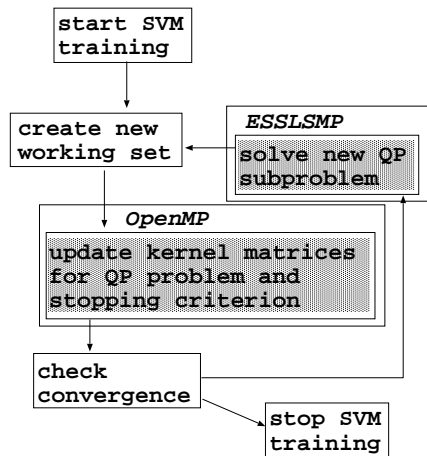 start SVM
training
create new
working set
ESSLSMP
solve new QP
subproblem
OpenMP
update kernel matrices
for QP problem and
stopping criterion
check
convergence
stop SVM
training